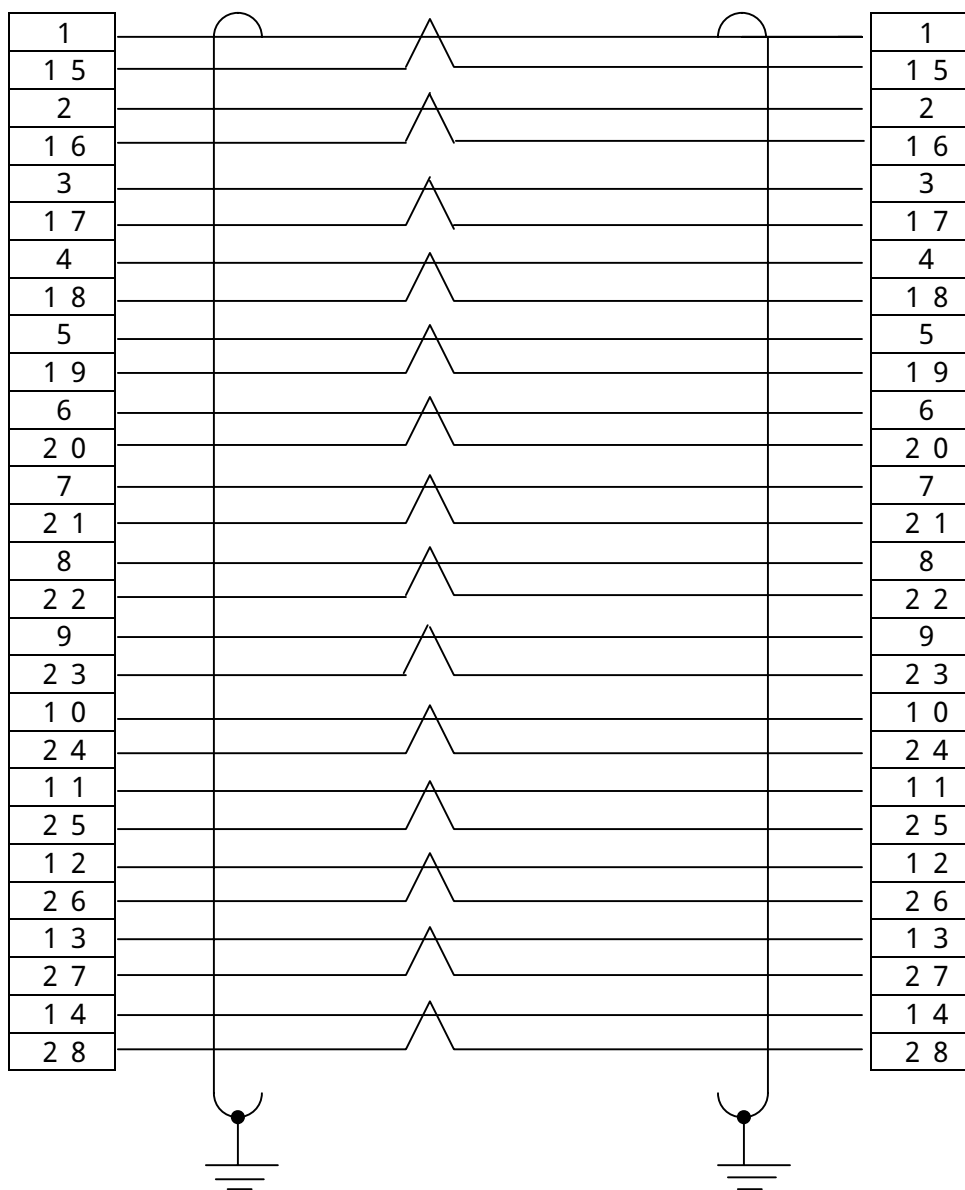 1 1
1 5 1 5
2 2
1 6 1 6
3 3
1 7 1 7
4 4
1 8 1 8
5 5
1 9 1 9
6 6
2 0 2 0
7 7
2 1 2 1
8 8
2 2 2 2
9 9
2 3 2 3
1 0 1 0
2 4 2 4
1 1 1 1
2 5 2 5
1 2 1 2
2 6 2 6
1 3 1 3
2 7 2 7
1 4 1 4
2 8 2 8